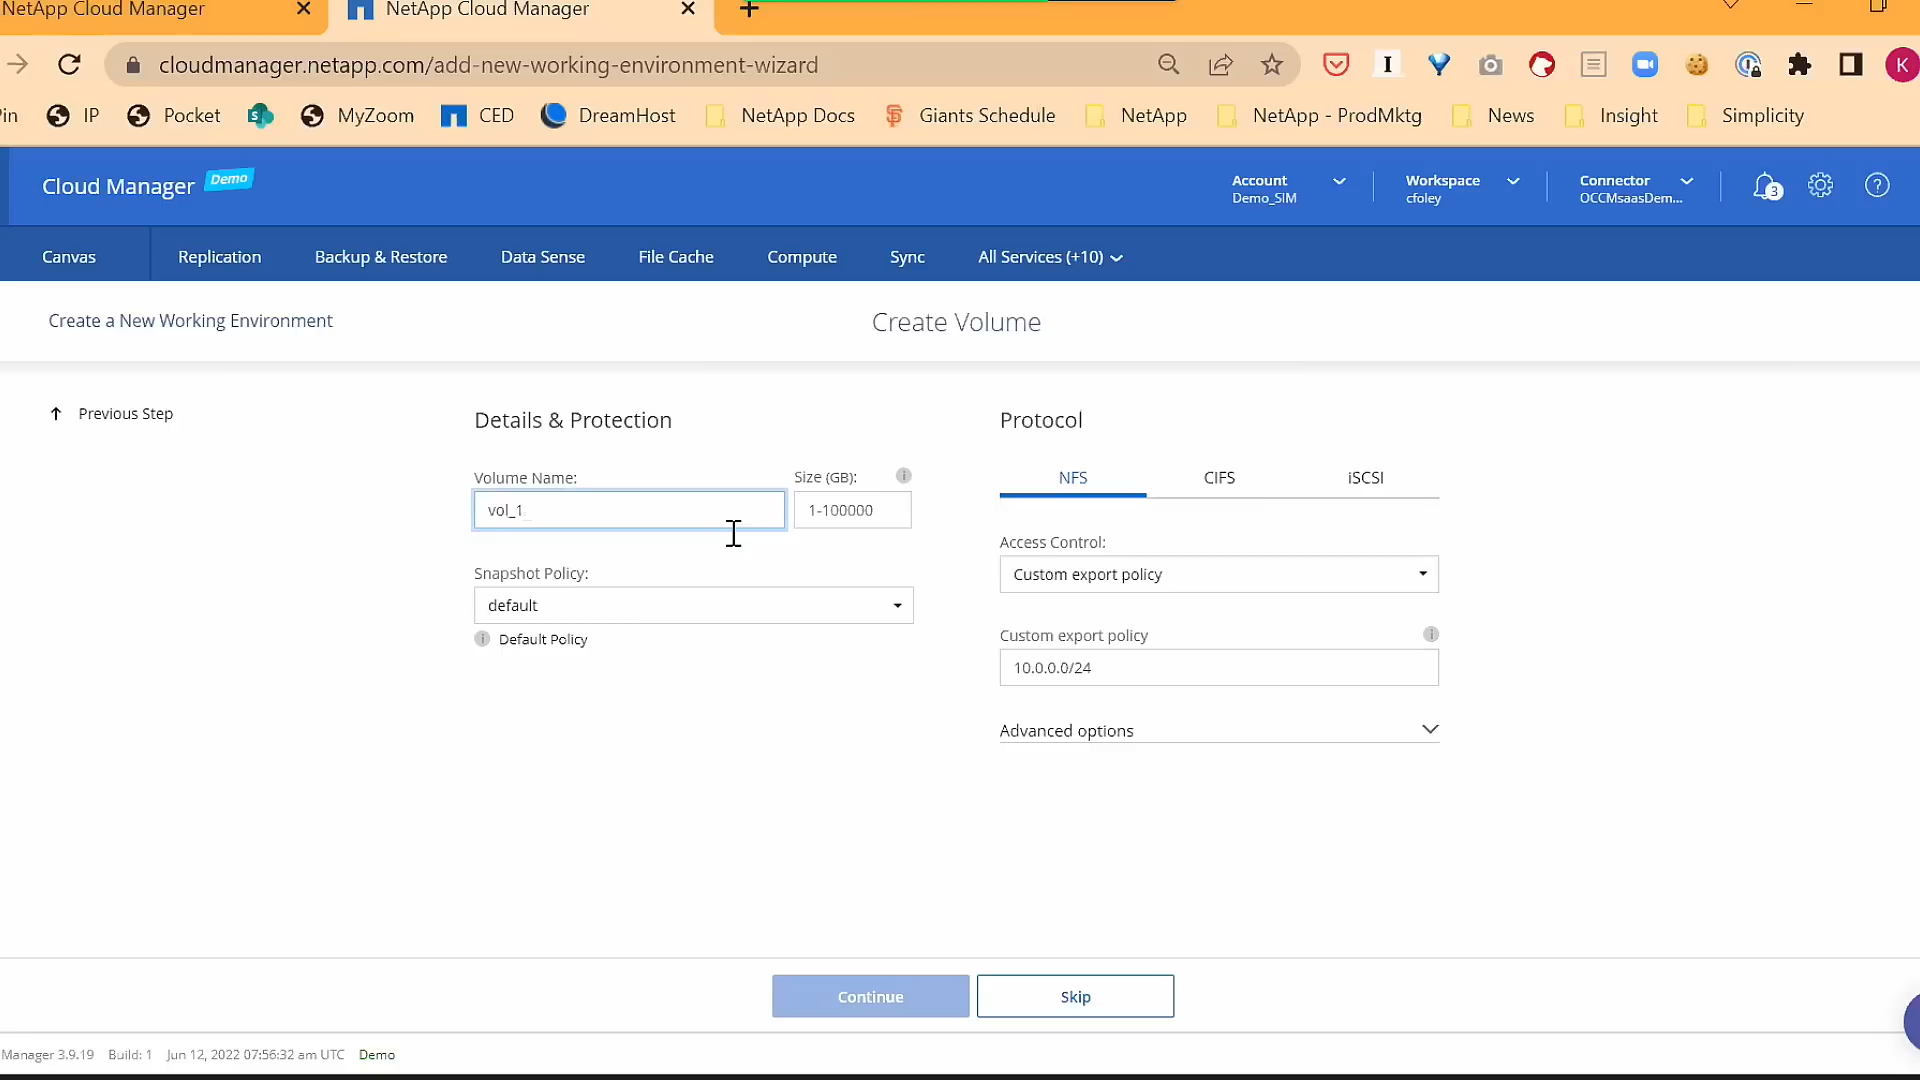 NetApp Cloud Manager
NetApp Cloud Manager
cloudmanager.netapp.com/add-new-working-environment-wizard
I
K
in
IP
Pocket
S
MyZoom
CED
DreamHost
NetApp Docs
Giants Schedule
NetApp
NetApp - ProdMktg
News
Insight
Simplicity
Cloud Manager Demo
Account
Demo_SIM
Workspace
cfoley
Connector
OCCMsaasDem...
3
?
Canvas
Replication
Backup & Restore
Data Sense
File Cache
Compute
Sync
All Services (+10)
Create a New Working Environment
Create Volume
Previous Step
Details & Protection
Volume Name:
vol_1
Size (GB):
i
1-100000
Snapshot Policy:
default
i Default Policy
Protocol
NFS
CIFS
iSCSI
Access Control:
Custom export policy
Custom export policy
i
10.0.0.0/24
Advanced options
Continue
Skip
Manager 3.9.19 Build: 1 Jun 12, 2022 07:56:32 am UTC Demo